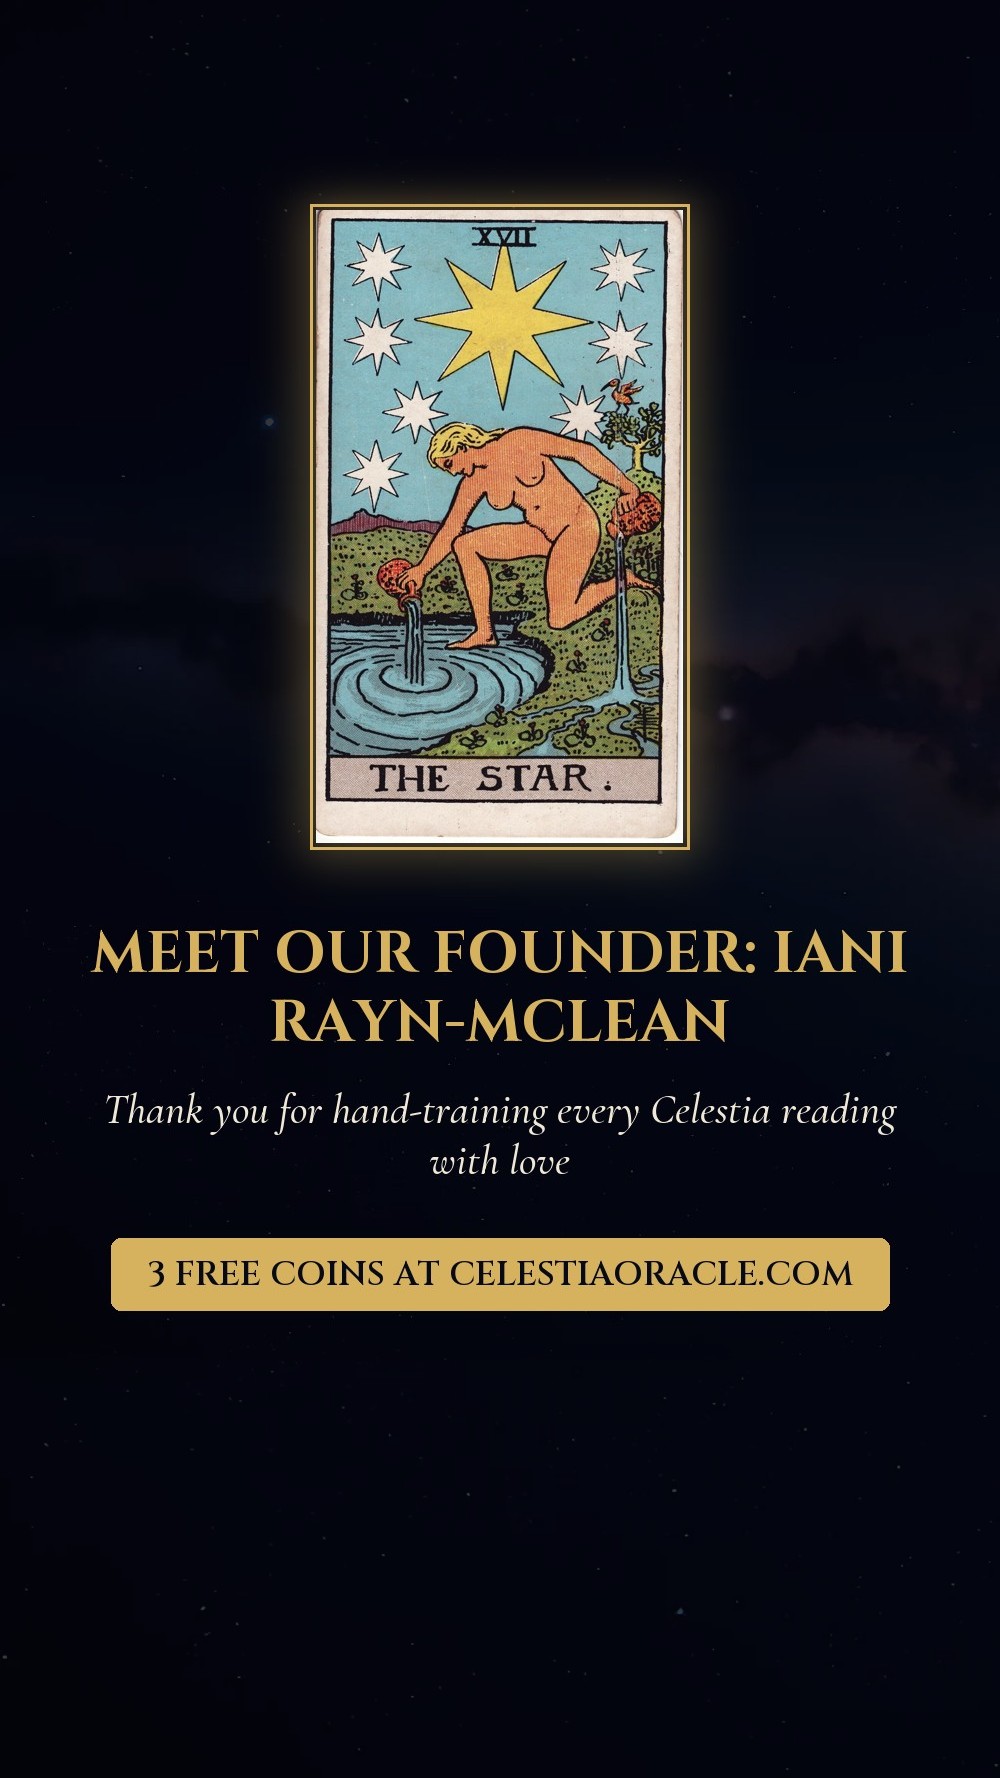 XVII
THE STAR.
MEET OUR FOUNDER: IANI
RAYN-MCLEAN
Thank you for hand-training every Celestia reading
with love
3 FREE COINS AT CELESTIAORACLE.COM